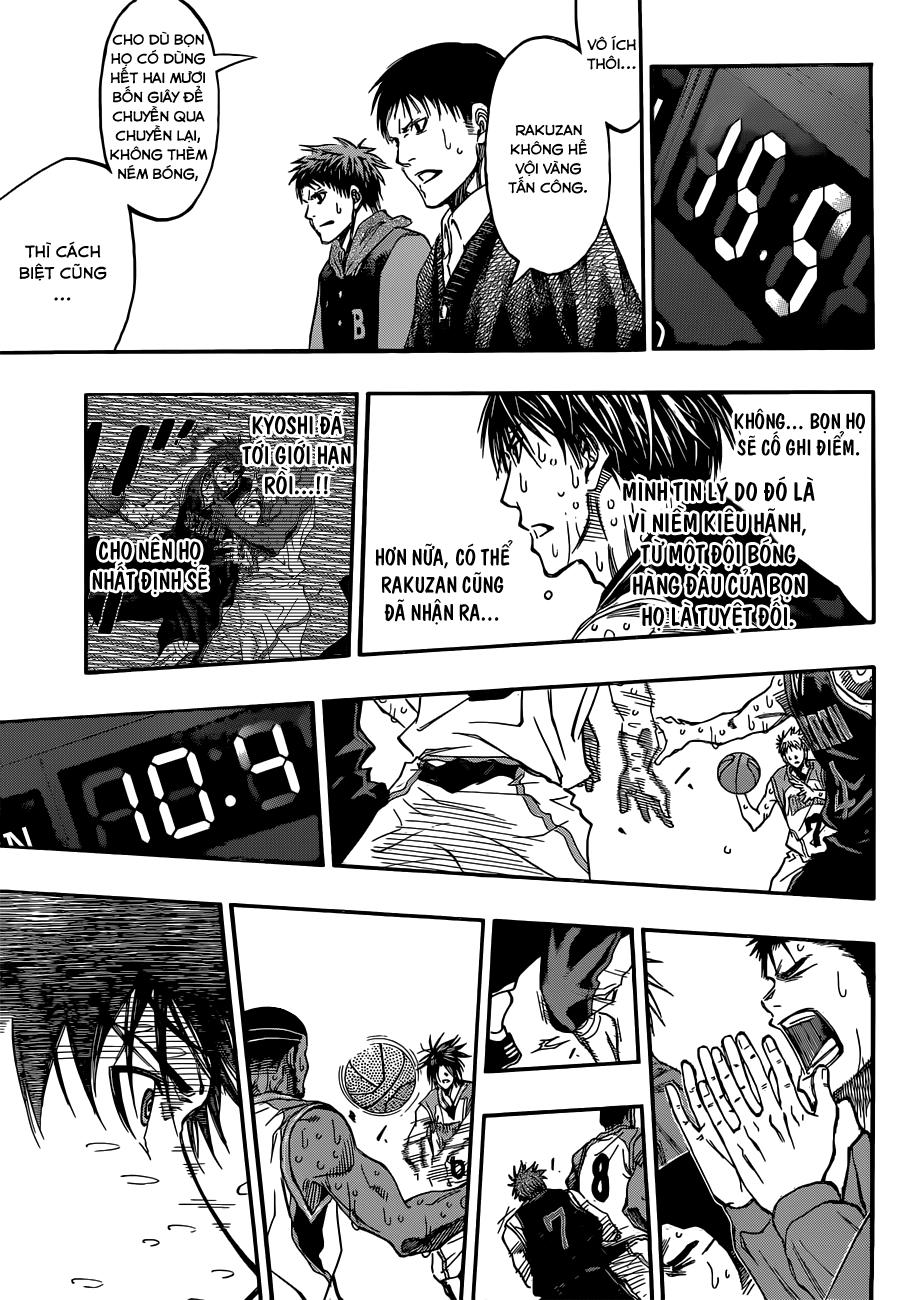 VÔ ÍCH
THÔI...
RAKUZAN
KHÔNG HỀ
VỘI VÀNG
TẤN CÔNG.
CHO DÙ BỌN
HỌ CÓ DÙNG
HẾT HAI MƯƠI
BỐN GIÂY ĐỂ
CHUYỀN QUA
CHUYỀN LẠI,
KHÔNG THÈM
NÉM BÓNG,
THÌ CÁCH
BIỆT CŨNG
...
B
KHÔNG... BỌN HỌ
SẼ CỐ GHI ĐIỂM.
MÌNH TIN LÝ DO ĐÓ LÀ
VỊ NIỀM KIÊU HÃNH,
TỪ MỘT ĐỘI BÓNG
HÀNG ĐẦU CỦA BỌN
HỌ LÀ TUYỆT ĐỐI.
HƠN NỮA, CÓ THỂ
RAKUZAN CŨNG
ĐÃ NHẬN RA...
KYOSHI ĐÃ
TỚI GIỚI HẠN
RỒI...!!
CHO NÊN HỌ
NHẤT ĐỊNH SẼ
7
10.4
N
8
7
6